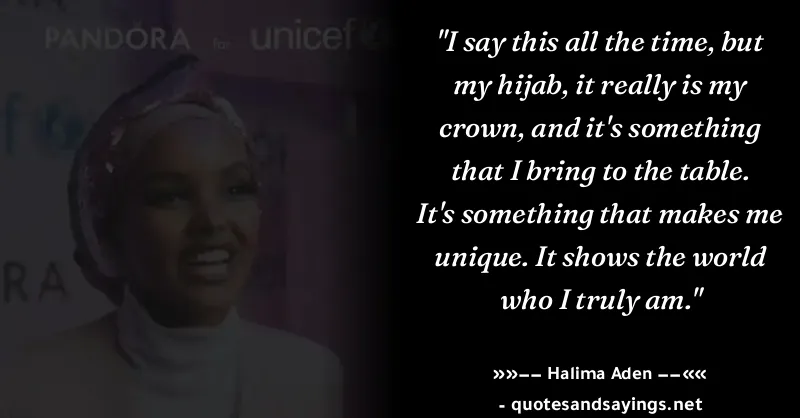 PANDÓRA for unicef
"I say this all the time, but
my hijab, it really is my
crown, and it's something
that I bring to the table.
It's something that makes me
unique. It shows the world
who I truly am."
RA
»»–– Halima Aden ––««
- quotesandsayings.net